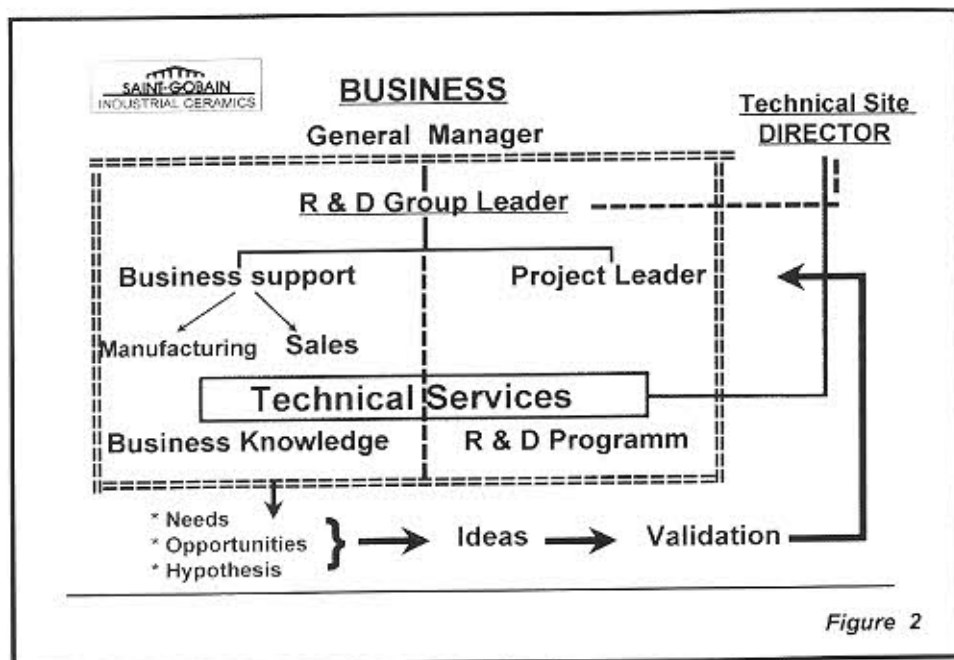 SAINT-GOBAIN
INDUSTRIAL CERAMICS
BUSINESS
General Manager
Technical Site
DIRECTOR
R & D Group Leader
Business support
Project Leader
Manufacturing
Sales
Technical Services
Business Knowledge
R & D Programm
* Needs
* Opportunities
* Hypothesis
}
Ideas
Validation
Figure 2